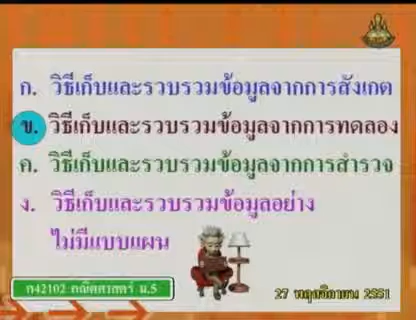 ก. วิธีเก็บและรวบรวมข้อมูลจากการสังเกต
ข. วิธีเก็บและรวบรวมข้อมูลจากการทดลอง
ค. วิธีเก็บและรวบรวมข้อมูลจากการสำรวจ
ง. วิธีเก็บและรวบรวมข้อมูลอย่าง
ไม่มีแบบแผน
ค42102 คณิตศาสตร์ ม.5
27 พฤศจิกายน 2551